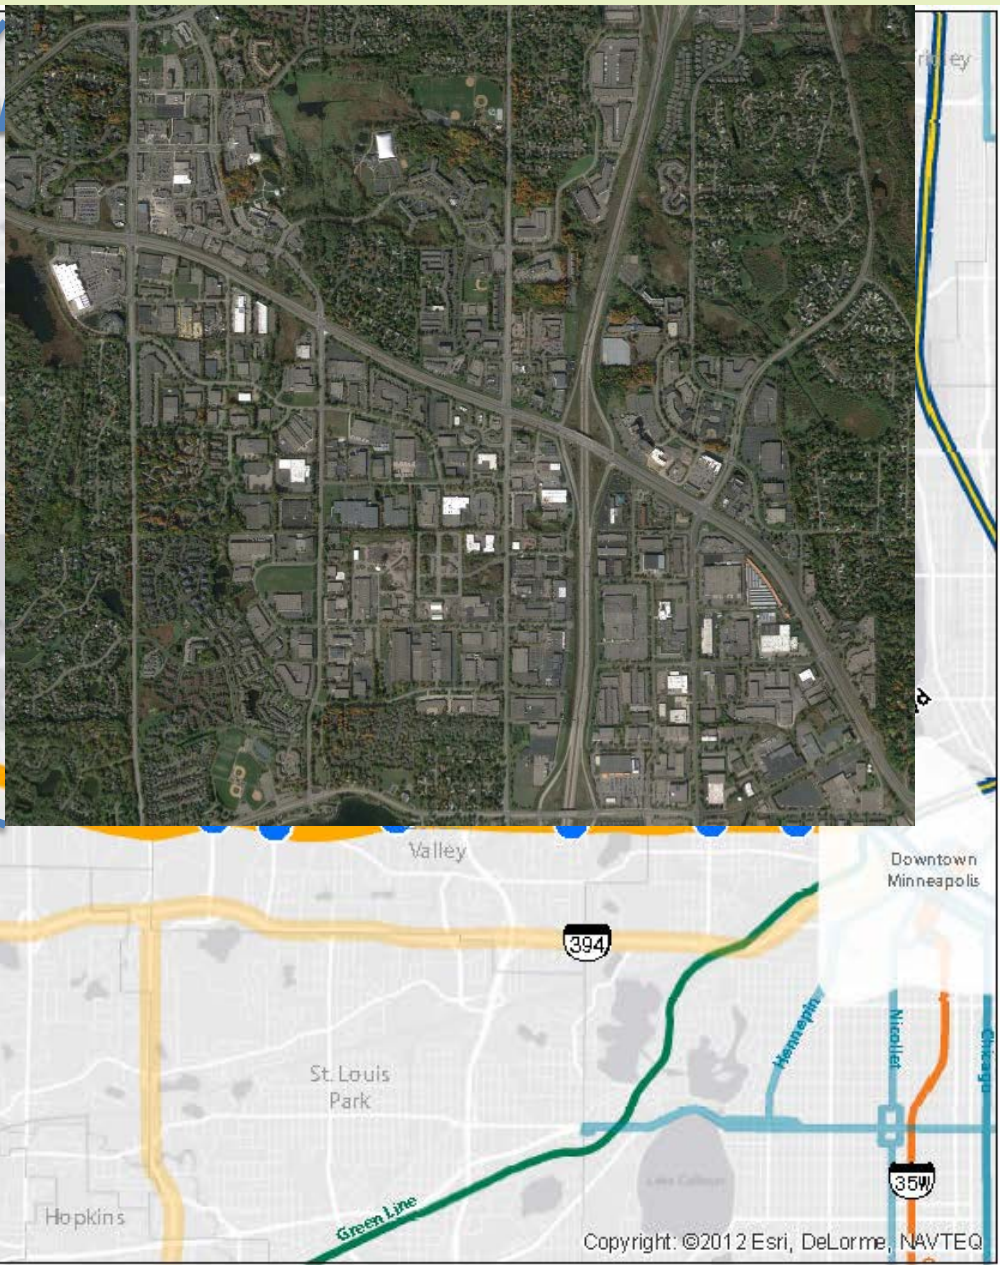 Valley
Downtown
Minneapolis
394
Hennepin
Nicollet
Chicago
St. Louis
Park
35W
Hopkins
Green Line
Copyright: ©2012 Esri, DeLorme, NAVTEQ